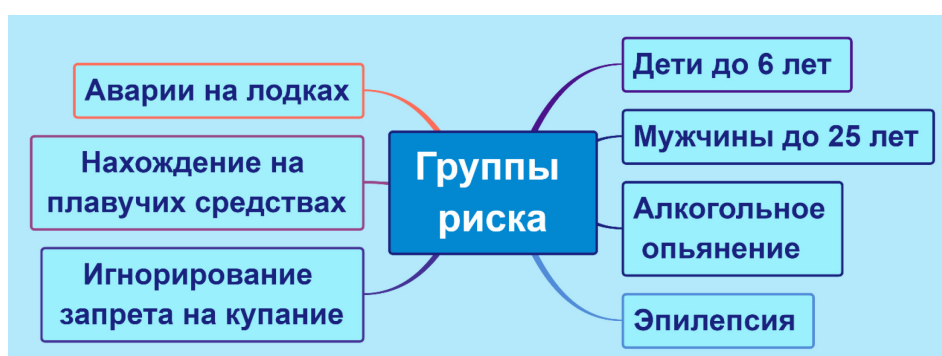 Группы
риска
Аварии на лодках
Нахождение на
плавучих средствах
Игнорирование
запрета на купание
Дети до 6 лет
Мужчины до 25 лет
Алкогольное
опьянение
Эпилепсия